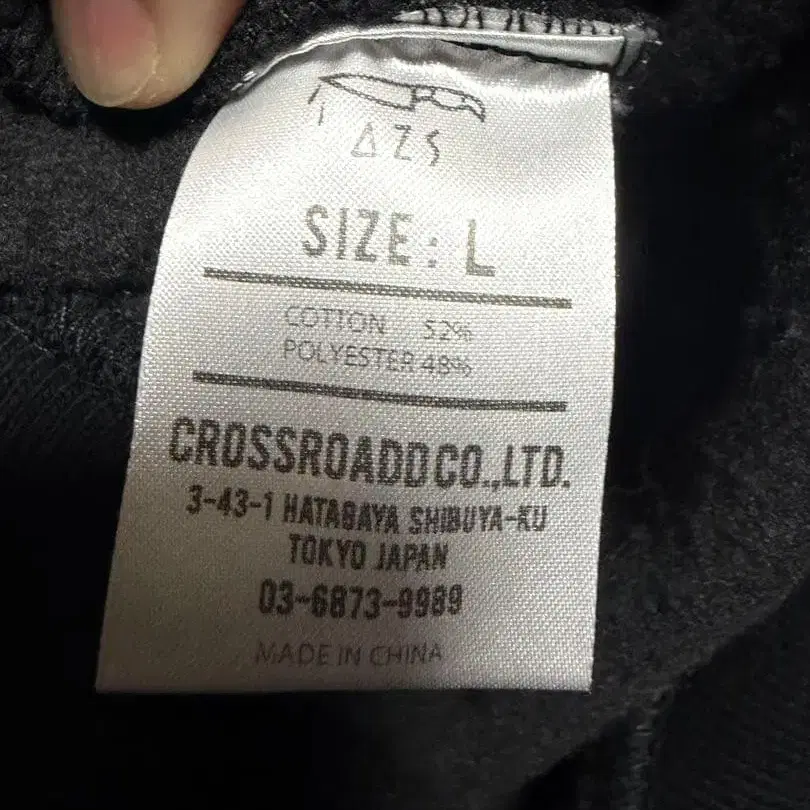 ΔZS
SIZE: L
COTTON 52%
POLYESTER 48%
CROSSROADD CO.,LTD.
3-43-1 HATAGAYA SHIBUYA-KU
TOKYO JAPAN
03-6873-9989
MADE IN CHINA